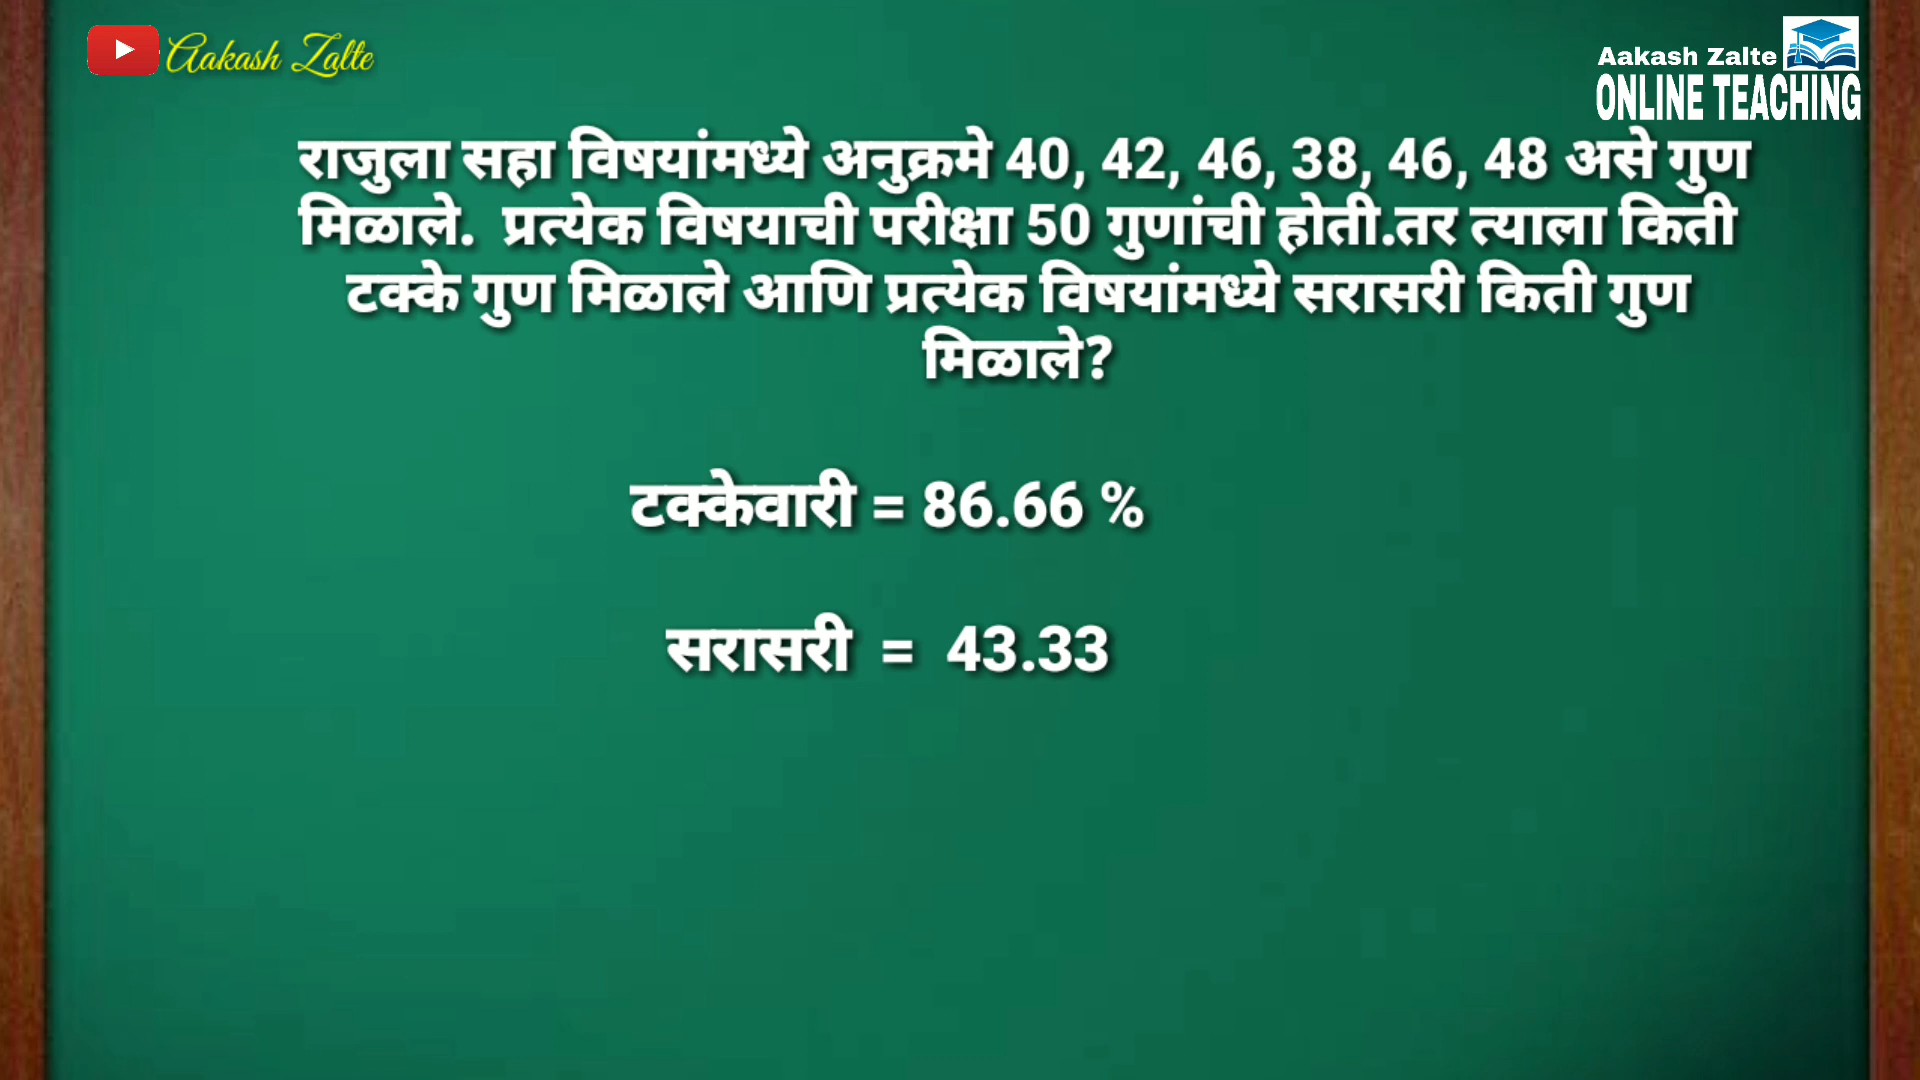 Aakash Zalte
Aakash Zalte
ONLINE TEACHING
राजुला सहा विषयांमध्ये अनुक्रमे 40, 42, 46, 38, 46, 48 असे गुण
मिळाले. प्रत्येक विषयाची परीक्षा 50 गुणांची होती.तर त्याला किती
टक्के गुण मिळाले आणि प्रत्येक विषयांमध्ये सरासरी किती गुण
मिळाले?
टक्केवारी = 86.66 %
सरासरी = 43.33